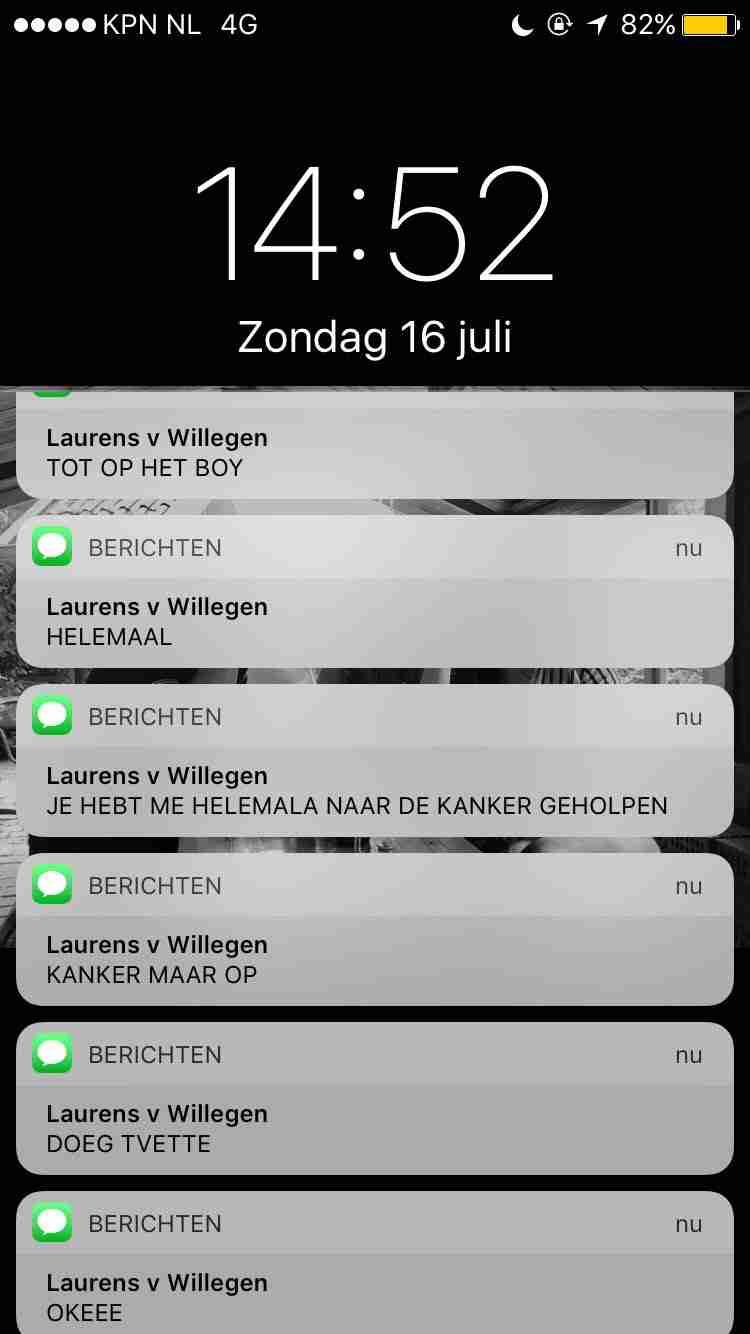 KPN NL 4G 82%
14:52
Zondag 16 juli
Laurens v Willegen
TOT OP HET BOY
BERICHTEN nu
Laurens v Willegen
HELEMAAL
BERICHTEN nu
Laurens v Willegen
JE HEBT ME HELEMALA NAAR DE KANKER GEHOLPEN
BERICHTEN nu
Laurens v Willegen
KANKER MAAR OP
BERICHTEN nu
Laurens v Willegen
DOEG TVETTE
BERICHTEN nu
Laurens v Willegen
OKEEE